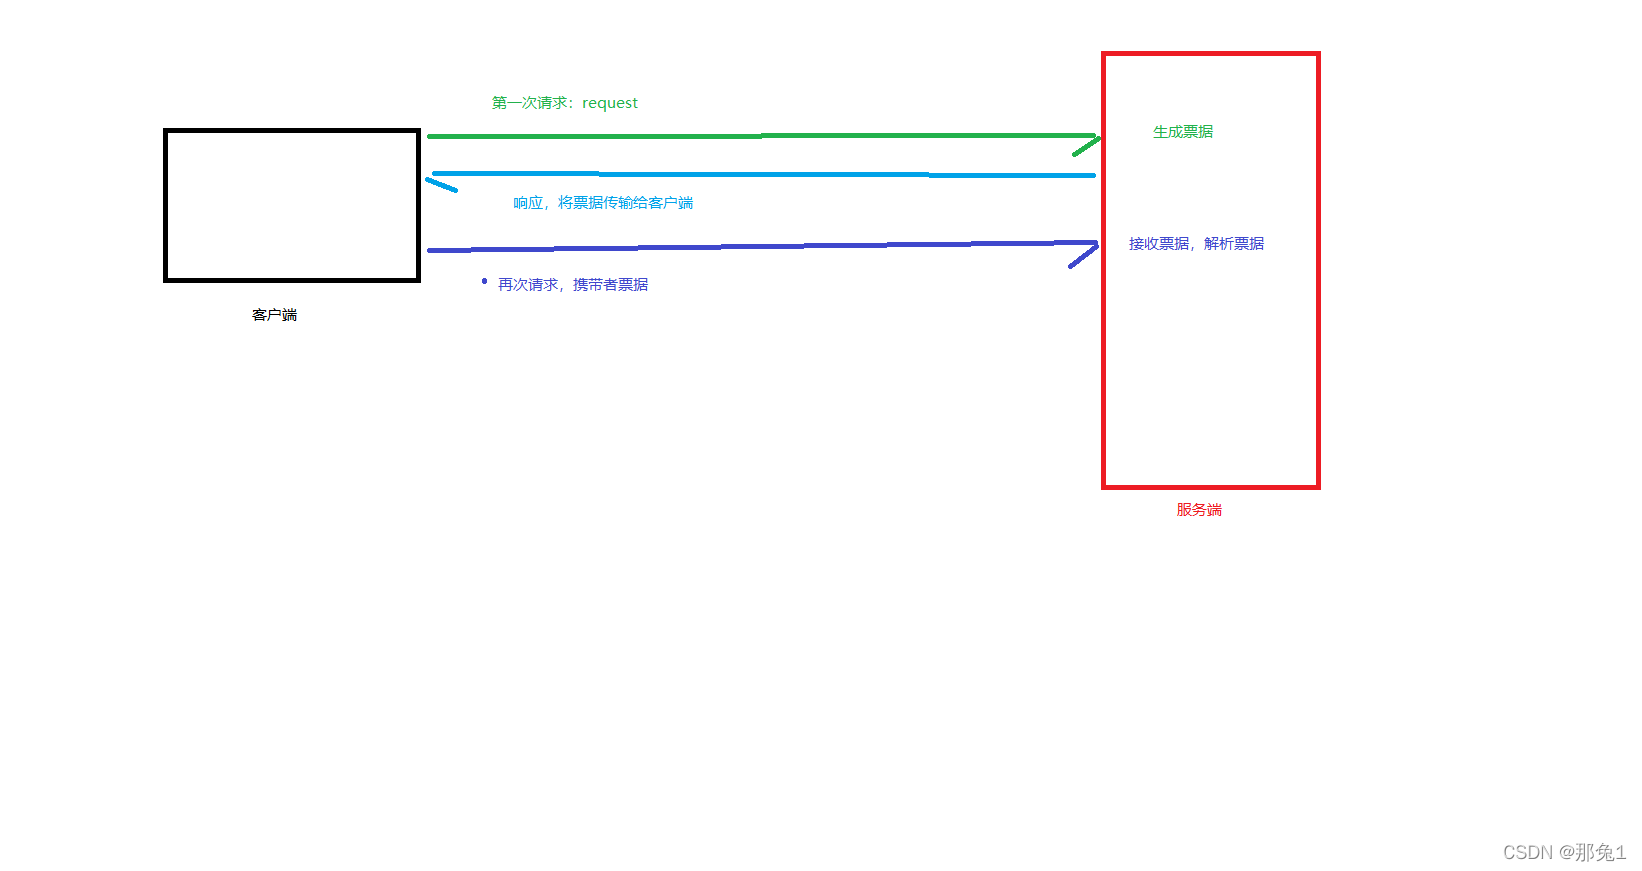 第一次请求：request
生成票据
响应，将票据传输给客户端
接收票据，解析票据
再次请求，携带者票据
客户端
服务端
CSDN @那兔1